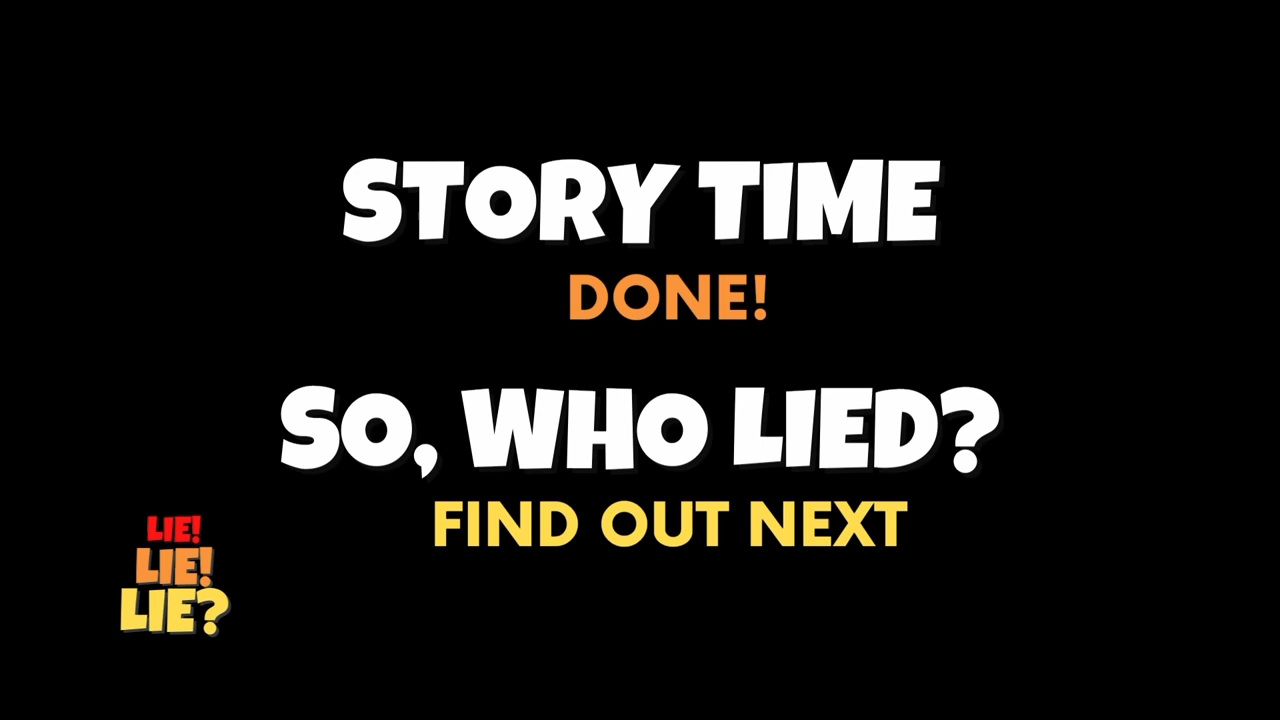 STORY TIME
DONE!
SO, WHO LIED?
FIND OUT NEXT
LIE!
LIE!
LIE?